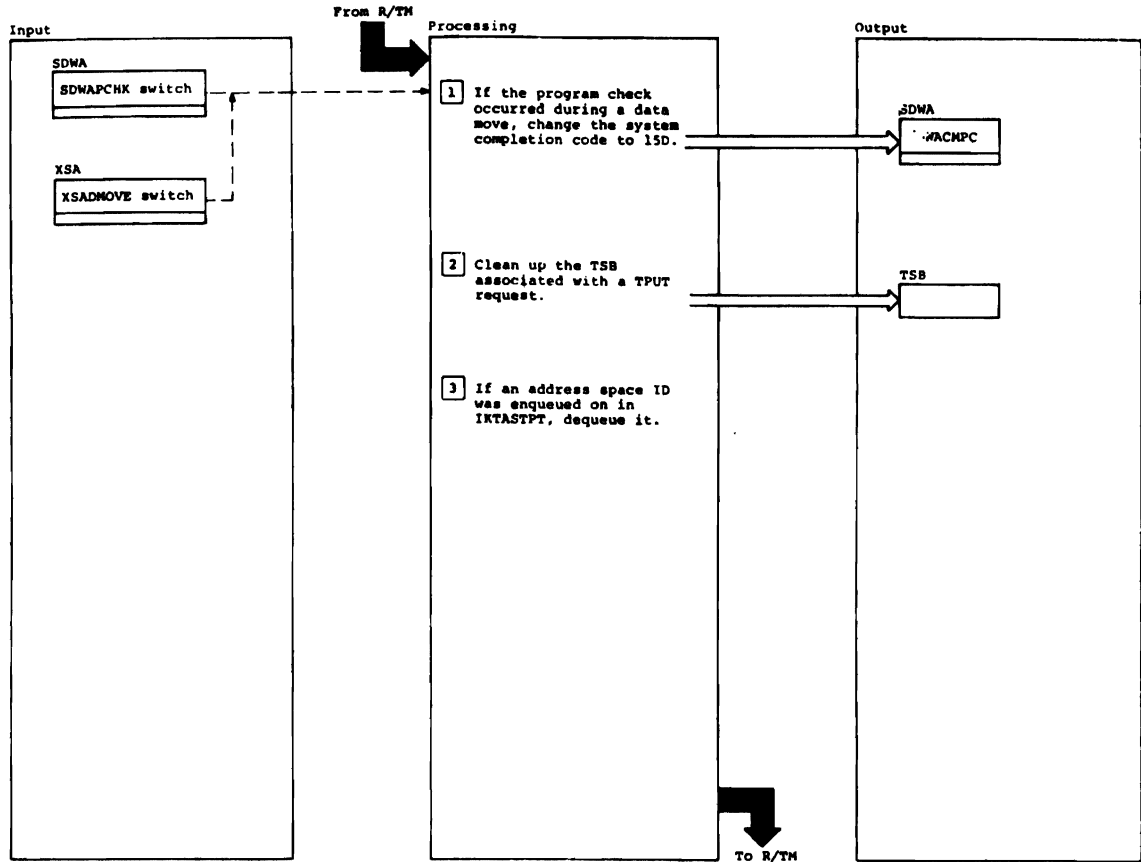 From R/TM
Input
Processing
Output
SDWA
SDWAPCHK switch
XSA
XSADMOVE switch
1 If the program check
occurred during a data
move, change the system
completion code to 15D.
2 Clean up the TSB
associated with a TPUT
request.
3 If an address space ID
was enqueued on in
IKTASTPT, dequeue it.
SDWA
TSB
To R/TM